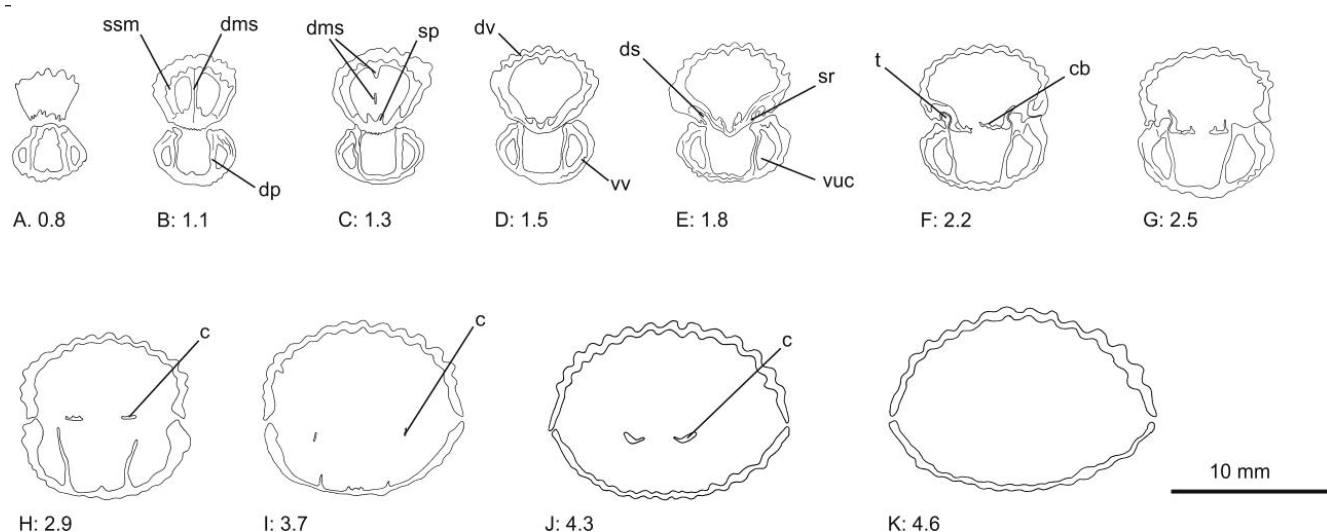 ssm dms dms sp dv ds sr t cb
dp vv vuc
A. 0.8 B: 1.1 C: 1.3 D: 1.5 E: 1.8 F: 2.2 G: 2.5
c c c
10 mm
H: 2.9 I: 3.7 J: 4.3 K: 4.6